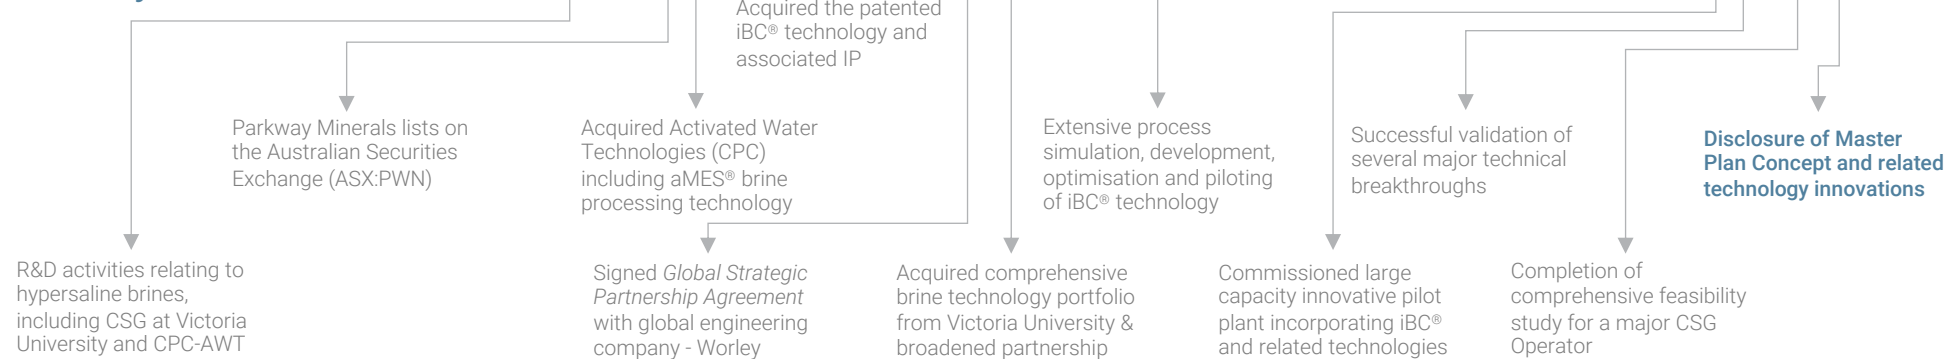 Acquired the patented
iBC® technology and
associated IP
Parkway Minerals lists on
the Australian Securities
Exchange (ASX:PWN)
Acquired Activated Water
Technologies (CPC)
including aMES® brine
processing technology
Extensive process
simulation, development,
optimisation and piloting
of iBC® technology
Successful validation of
several major technical
breakthroughs
Disclosure of Master
Plan Concept and related
technology innovations
R&D activities relating to
hypersaline brines,
including CSG at Victoria
University and CPC-AWT
Signed Global Strategic
Partnership Agreement
with global engineering
company - Worley
Acquired comprehensive
brine technology portfolio
from Victoria University &
broadened partnership
Commissioned large
capacity innovative pilot
plant incorporating iBC®
and related technologies
Completion of
comprehensive feasibility
study for a major CSG
Operator